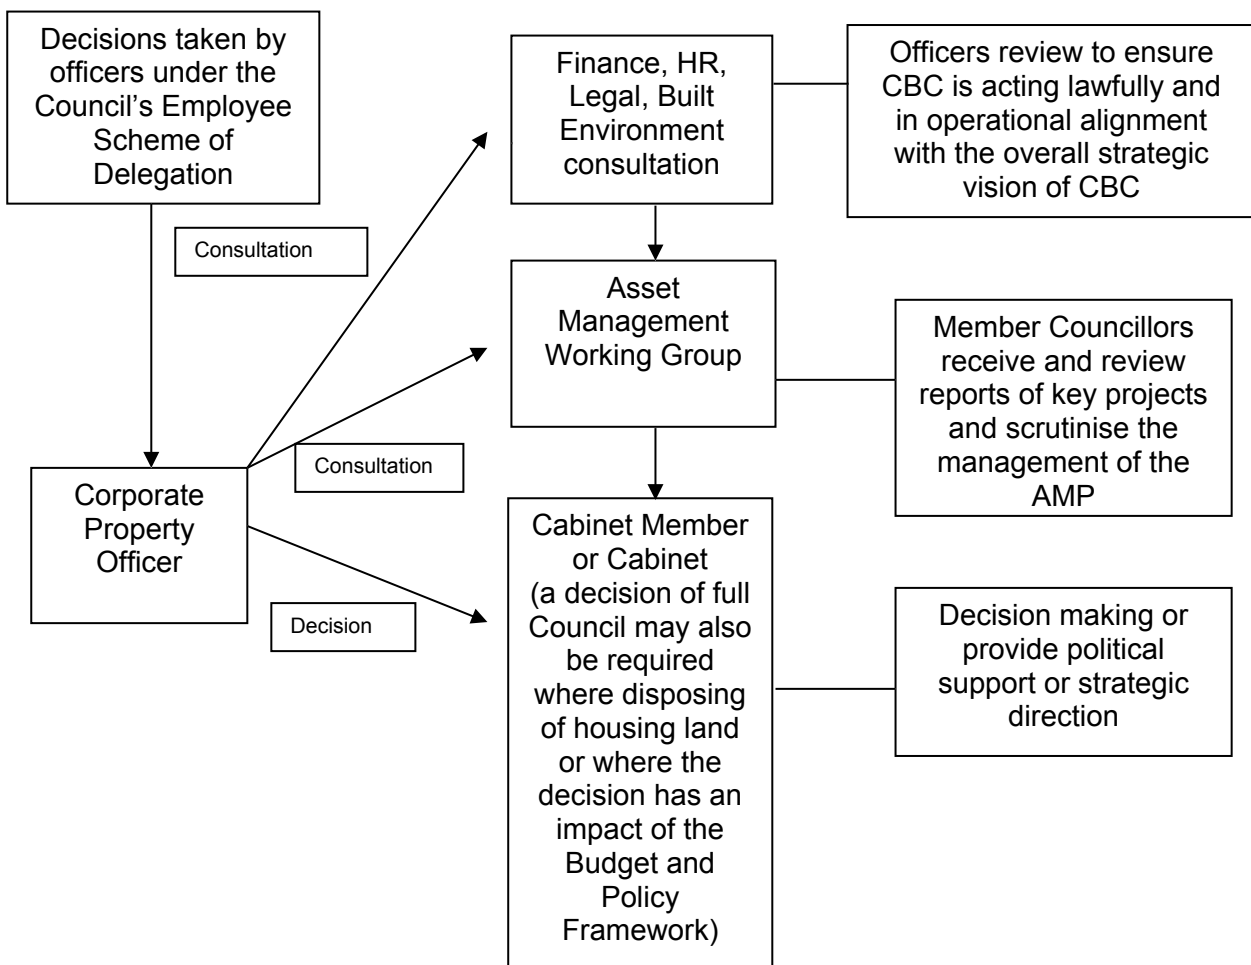 Decisions taken by
officers under the
Council’s Employee
Scheme of
Delegation
Finance, HR,
Legal, Built
Environment
consultation
Officers review to ensure
CBC is acting lawfully and
in operational alignment
with the overall strategic
vision of CBC
Consultation
Asset
Management
Working Group
Member Councillors
receive and review
reports of key projects
and scrutinise the
management of the
AMP
Consultation
Corporate
Property
Officer
Decision
Cabinet Member
or Cabinet
(a decision of full
Council may also
be required
where disposing
of housing land
or where the
decision has an
impact of the
Budget and
Policy
Framework)
Decision making or
provide political
support or strategic
direction